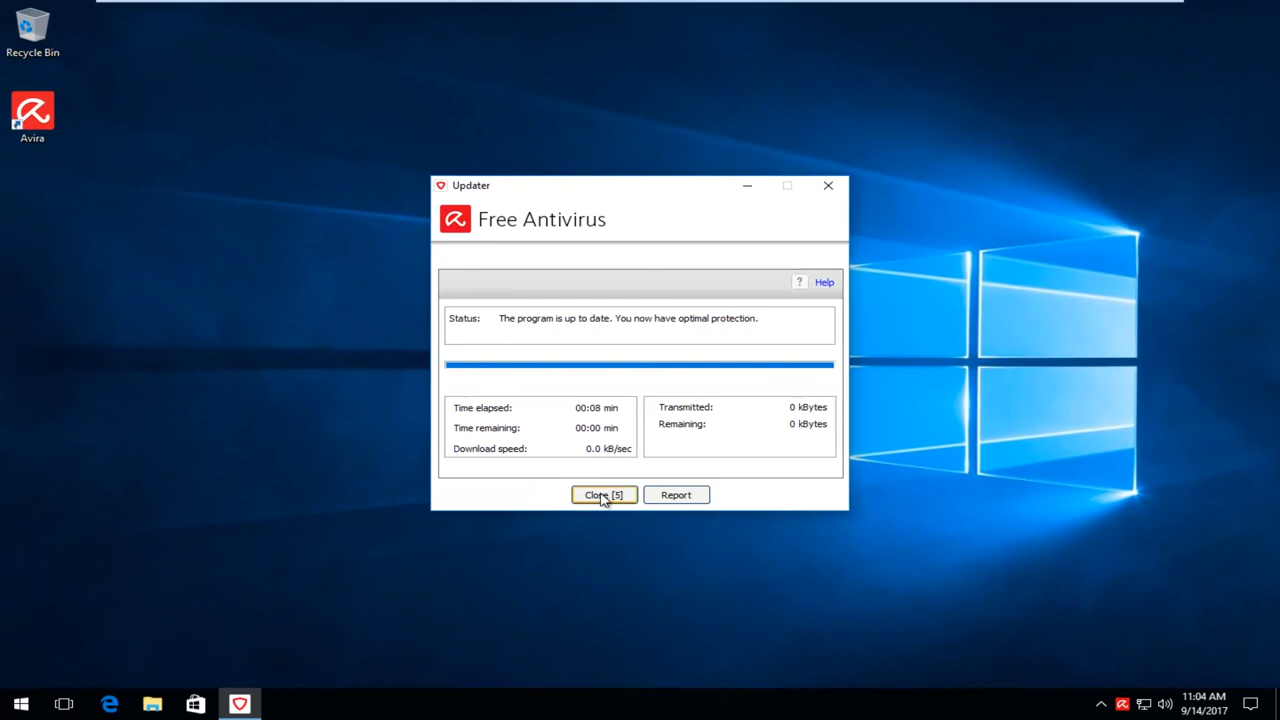 Recycle Bin
Avira
Updater
Free Antivirus
? Help
Status: The program is up to date. You now have optimal protection.
Time elapsed: 00:08 min
Time remaining: 00:00 min
Download speed: 0.0 kB/sec
Transmitted: 0 kBytes
Remaining: 0 kBytes
Close [5]
Report
11:04 AM
9/14/2017